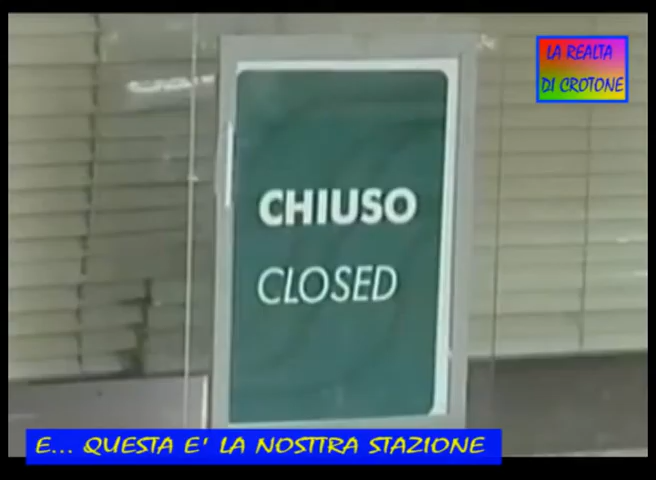 LA REALTA
DI CROTONE
CHIUSO
CLOSED
E... QUESTA E' LA NOSTTRA STAZIONE